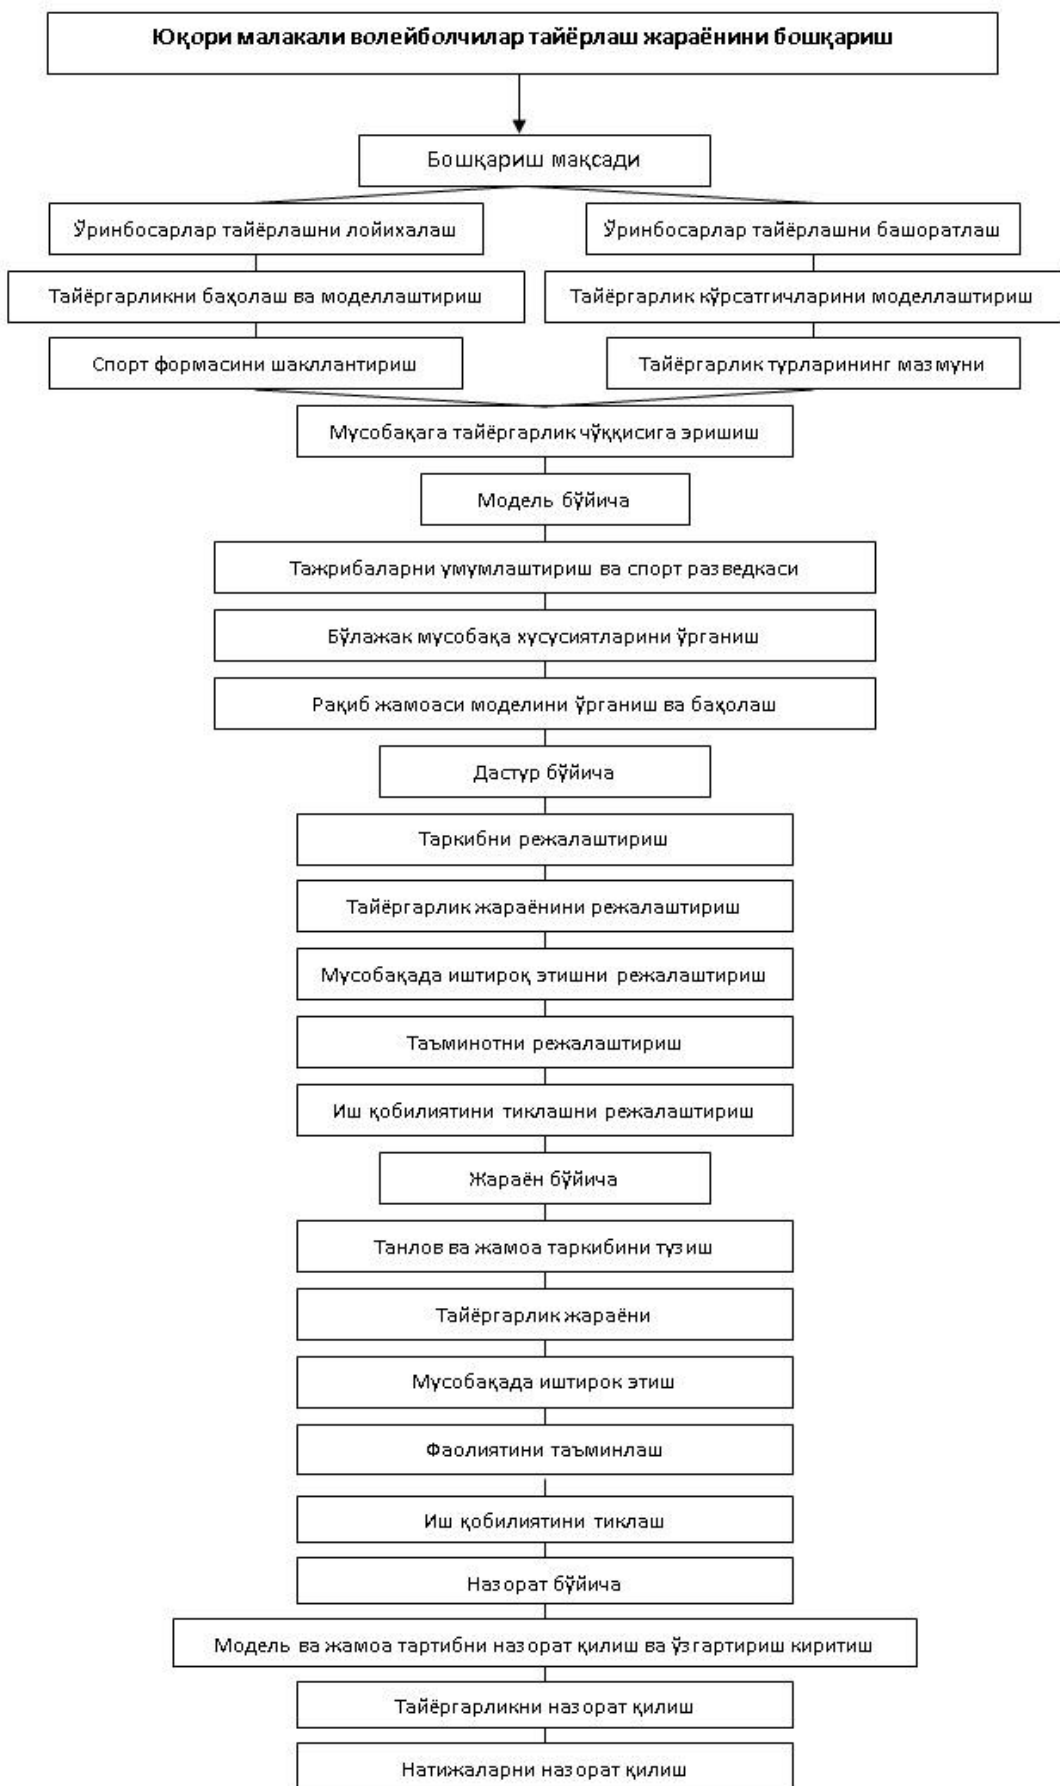 Юқори малакали волейболчилар тайёрлаш жараёнини бошқариш
Бошқариш мақсади
Ўринбосарлар тайёрлашни лойихалаш
Ўринбосарлар тайёрлашни башоратлаш
Тайёргарликни баҳолаш ва моделлаштириш
Тайёргарлик кўрсатгичларини моделлаштириш
Спорт формасини шакллантириш
Тайёргарлик турларининг мазмуни
Мусобақага тайёргарлик чўққисига эришиш
Модель бўйича
Тажрибаларни умумлаштириш ва спорт разведкаси
Бўлажак мусобақа хусусиятларини ўрганиш
Рақиб жамоаси моделини ўрганиш ва баҳолаш
Дастур бўйича
Таркибни режалаштириш
Тайёргарлик жараёнини режалаштириш
Мусобақада иштироқ этишни режалаштириш
Таъминотни режалаштириш
Иш қобилиятини тиклашни режалаштириш
Жараён бўйича
Танлов ва жамоа таркибини тузиш
Тайёргарлик жараёни
Мусобақада иштирок этиш
Фаолиятини таъминлаш
Иш қобилиятини тиклаш
Назорат бўйича
Модель ва жамоа тартибни назорат қилиш ва ўзгартириш киритиш
Тайёргарликни назорат қилиш
Натижаларни назорат қилиш